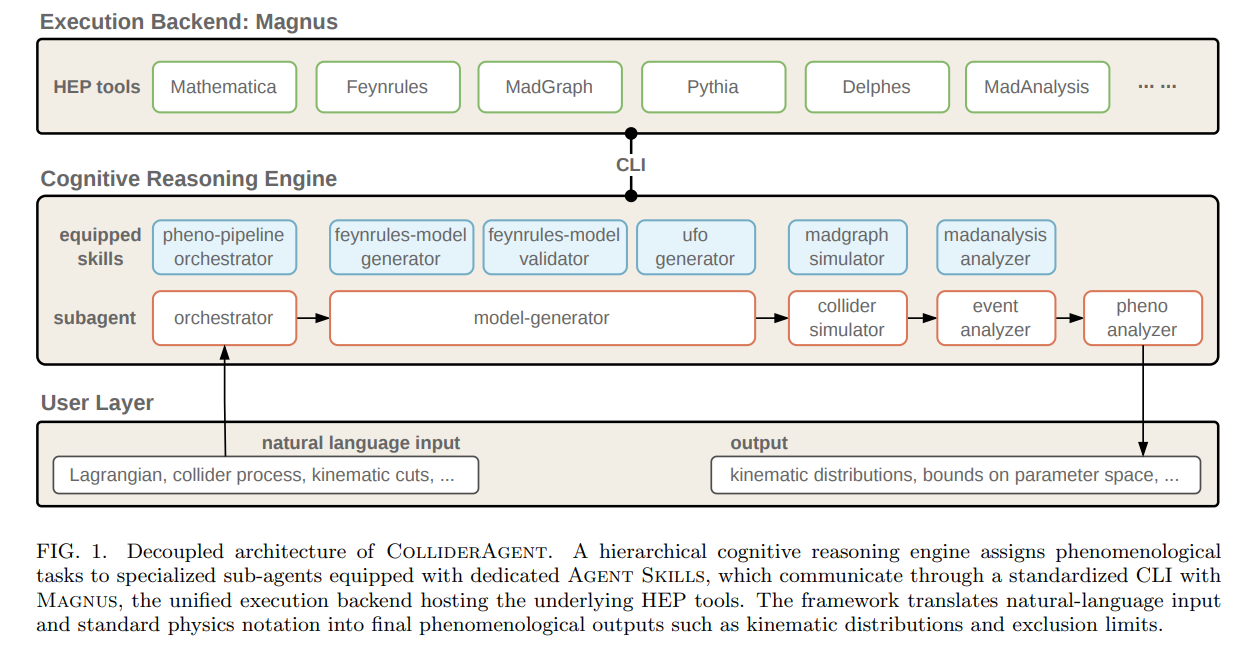 Execution Backend: Magnus
HEP tools Mathematica Feynrules MadGraph Pythia Delphes MadAnalysis ... ...
CLI
Cognitive Reasoning Engine
equipped skills
pheno-pipeline orchestrator
feynrules-model generator
feynrules-model validator
ufo generator
madgraph simulator
madanalysis analyzer
subagent
orchestrator
model-generator
collider simulator
event analyzer
pheno analyzer
User Layer
natural language input
Lagrangian, collider process, kinematic cuts, ...
output
kinematic distributions, bounds on parameter space, ...
FIG. 1. Decoupled architecture of COLLIDERAGENT. A hierarchical cognitive reasoning engine assigns phenomenological
tasks to specialized sub-agents equipped with dedicated AGENT SKILLS, which communicate through a standardized CLI with
MAGNUS, the unified execution backend hosting the underlying HEP tools. The framework translates natural-language input
and standard physics notation into final phenomenological outputs such as kinematic distributions and exclusion limits.